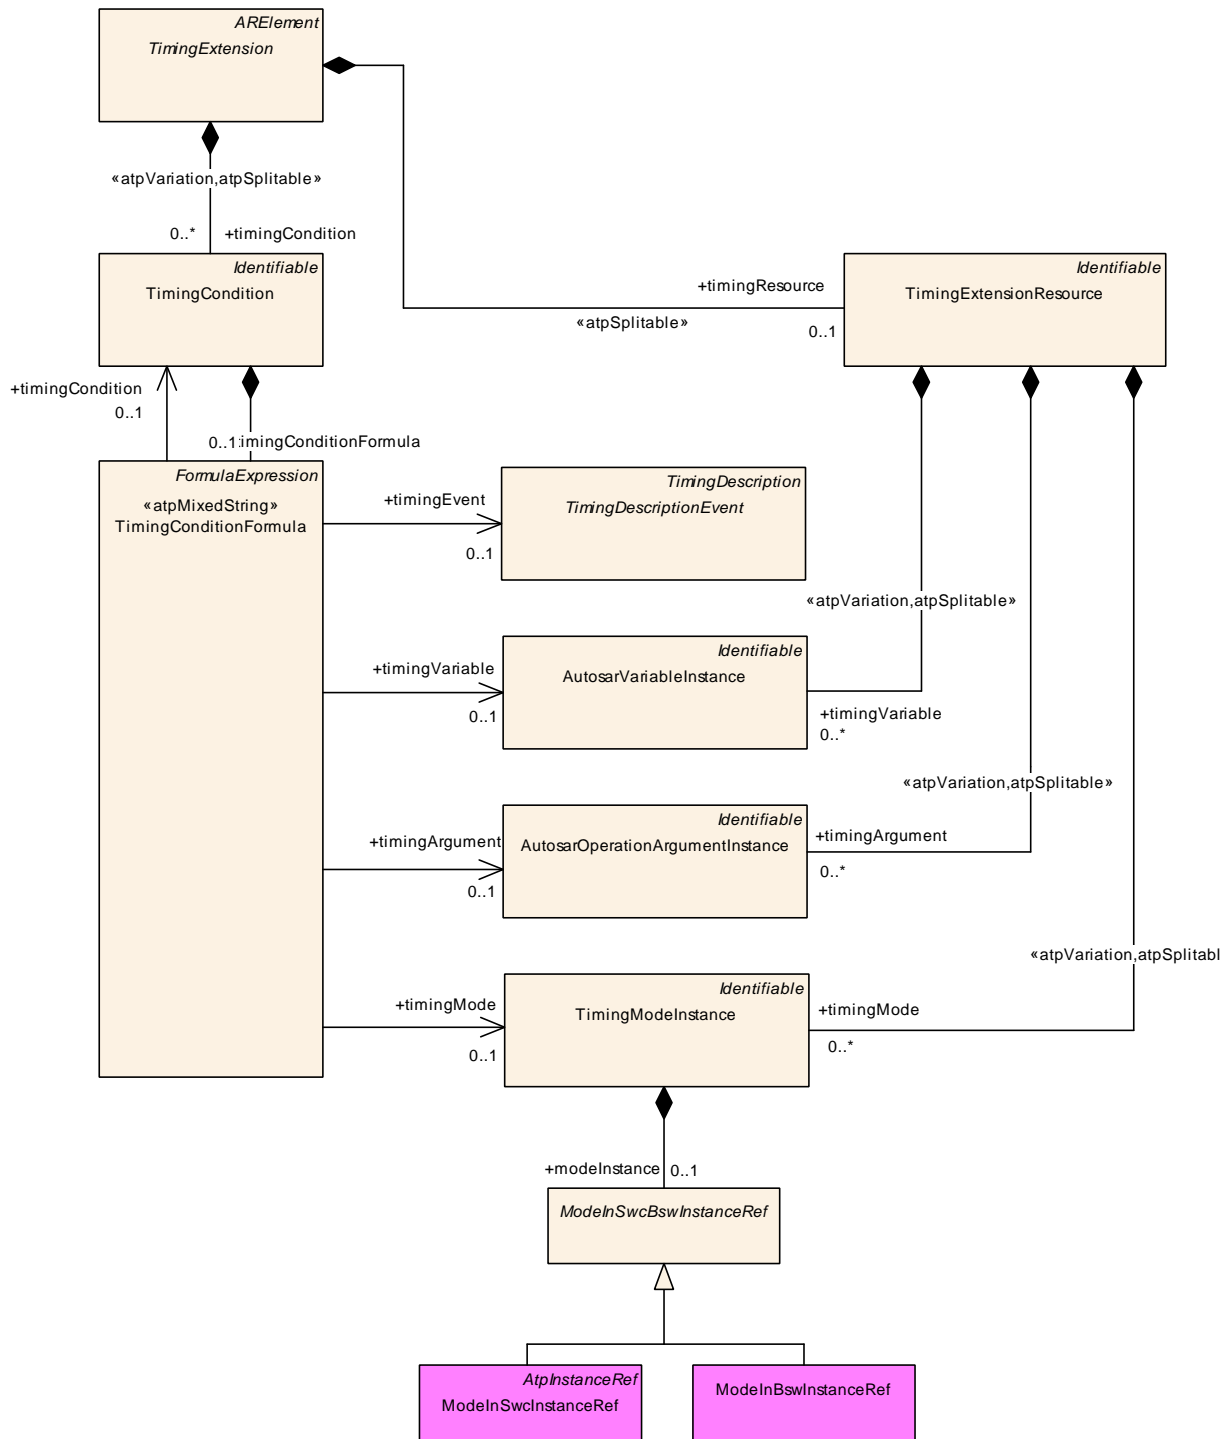 ARElement
TimingExtension
«atpVariation,atpSplitable»
0..*
+timingCondition
Identifiable
TimingCondition
+timingResource
«atpSplitable»
0..1
Identifiable
TimingExtensionResource
+timingCondition
0..1
0..1
timingConditionFormula
FormulaExpression
«atpMixedString»
TimingConditionFormula
+timingEvent
0..1
TimingDescription
TimingDescriptionEvent
«atpVariation,atpSplitable»
+timingVariable
0..1
Identifiable
AutosarVariableInstance
+timingVariable
0..*
«atpVariation,atpSplitable»
+timingArgument
0..1
Identifiable
AutosarOperationArgumentInstance
+timingArgument
0..*
«atpVariation,atpSplitabl
+timingMode
0..1
Identifiable
TimingModeInstance
+timingMode
0..*
+modeInstance
0..1
ModeInSwcBswInstanceRef
AtpInstanceRef
ModeInSwcInstanceRef
ModeInBswInstanceRef